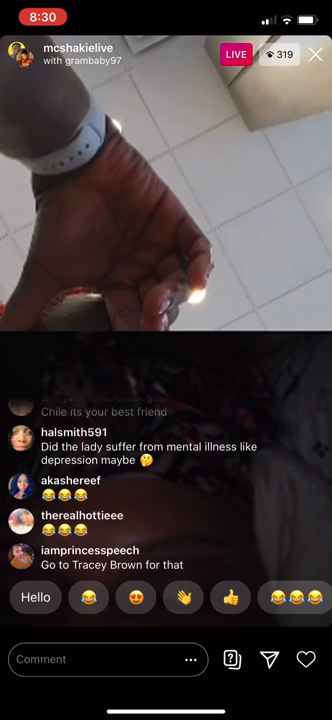 8:30
mcshakielive
with grambaby97
LIVE
319
Chile its your best friend
halsmith591
Did the lady suffer from mental illness like
depression maybe 🤔
akashereef
😂😂😂
therealhottieee
😂😂😂
iamprincesspeech
Go to Tracey Brown for that
Hello 😂 😍 👋 👍 😂😂😂
Comment